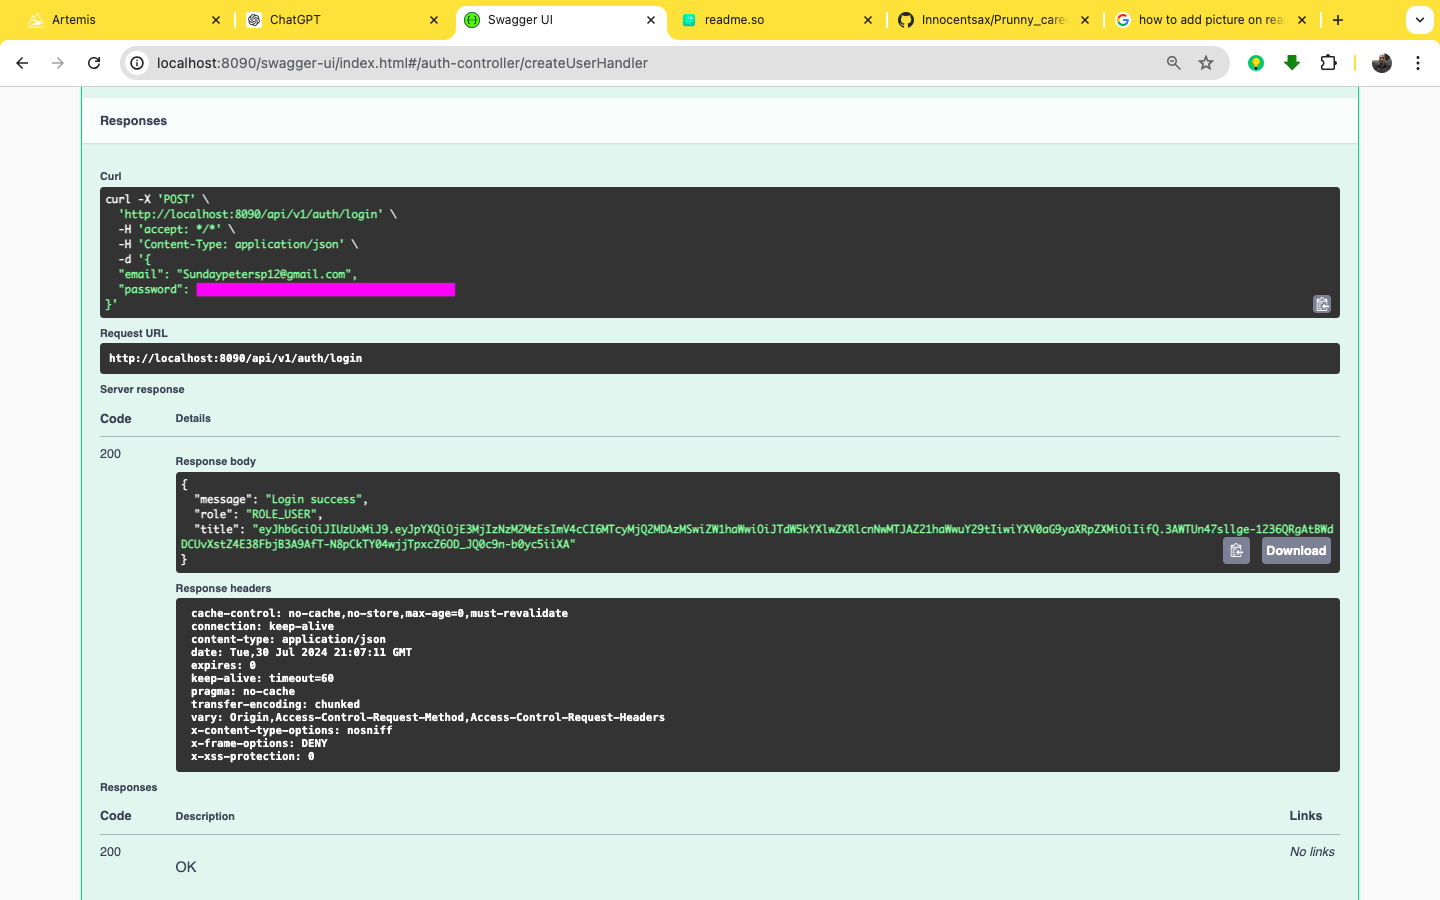 Artemis
ChatGPT
Swagger UI
readme.so
Innocentsax/Prunny_care
how to add picture on rea
localhost:8090/swagger-ui/index.html#/auth-controller/createUserHandler
Responses
Curl
curl -X 'POST' \
'http://localhost:8090/api/v1/auth/login' \
-H 'accept: */*' \
-H 'Content-Type: application/json' \
-d '{
"email": "Sundaypetersp12@gmail.com",
"password":
}'
Request URL
http://localhost:8090/api/v1/auth/login
Server response
Code Details
200
Response body
{
"message": "Login success",
"role": "ROLE_USER",
"title": "eyJhbGciOiJIUzUxMiJ9.eyJpYXQiOjE3MjIzNzM2MzEsImV4cCI6MTcyMjQ2MDAzMSwiZW1haWwiOiJTdW5kYXlwZXRlcnNwMTJAZ21haWwuY29tIiwiYXV0aG9yaXRpZXMiOiIifQ.3AWTUn47sllge-1236QRgAtBWd
DCUvXstZ4E38FbjB3A9AfT-N8pCkTY04wjjTpxcZ6OD_JQ0c9n-b0yc5iiXA"
}
Download
Response headers
cache-control: no-cache,no-store,max-age=0,must-revalidate
connection: keep-alive
content-type: application/json
date: Tue,30 Jul 2024 21:07:11 GMT
expires: 0
keep-alive: timeout=60
pragma: no-cache
transfer-encoding: chunked
vary: Origin,Access-Control-Request-Method,Access-Control-Request-Headers
x-content-type-options: nosniff
x-frame-options: DENY
x-xss-protection: 0
Responses
Code Description Links
200 No links
OK